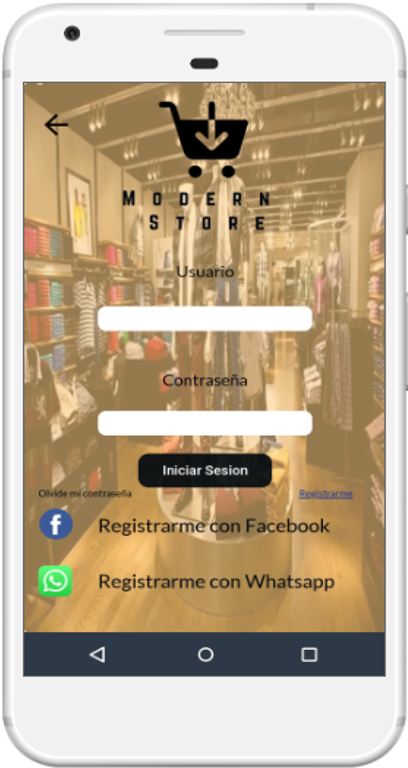 MODERN
STORE
Usuario
Contraseña
Iniciar Sesion
Olvide mi contraseña
Registrarme
Registrarme con Facebook
Registrarme con Whatsapp